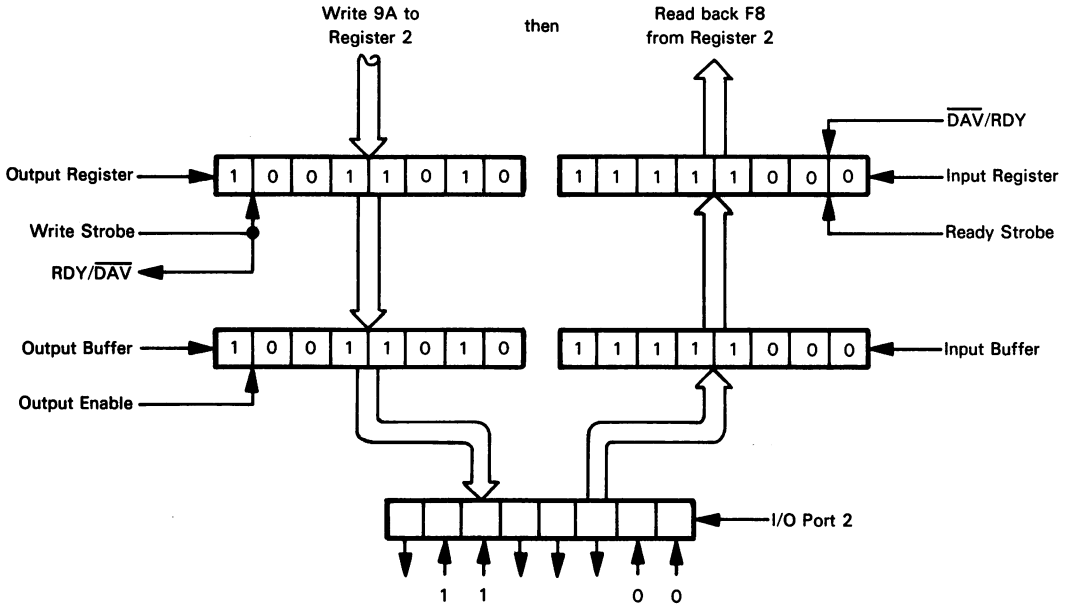 Write 9A to
Register 2
then
Read back F8
from Register 2
DAV/RDY
Output Register
1 0 0 1 1 0 1 0
1 1 1 1 1 0 0 0
Input Register
Write Strobe
Ready Strobe
RDY/DAV
Output Buffer
1 0 0 1 1 0 1 0
1 1 1 1 1 0 0 0
Input Buffer
Output Enable
I/O Port 2
1 1 0 0